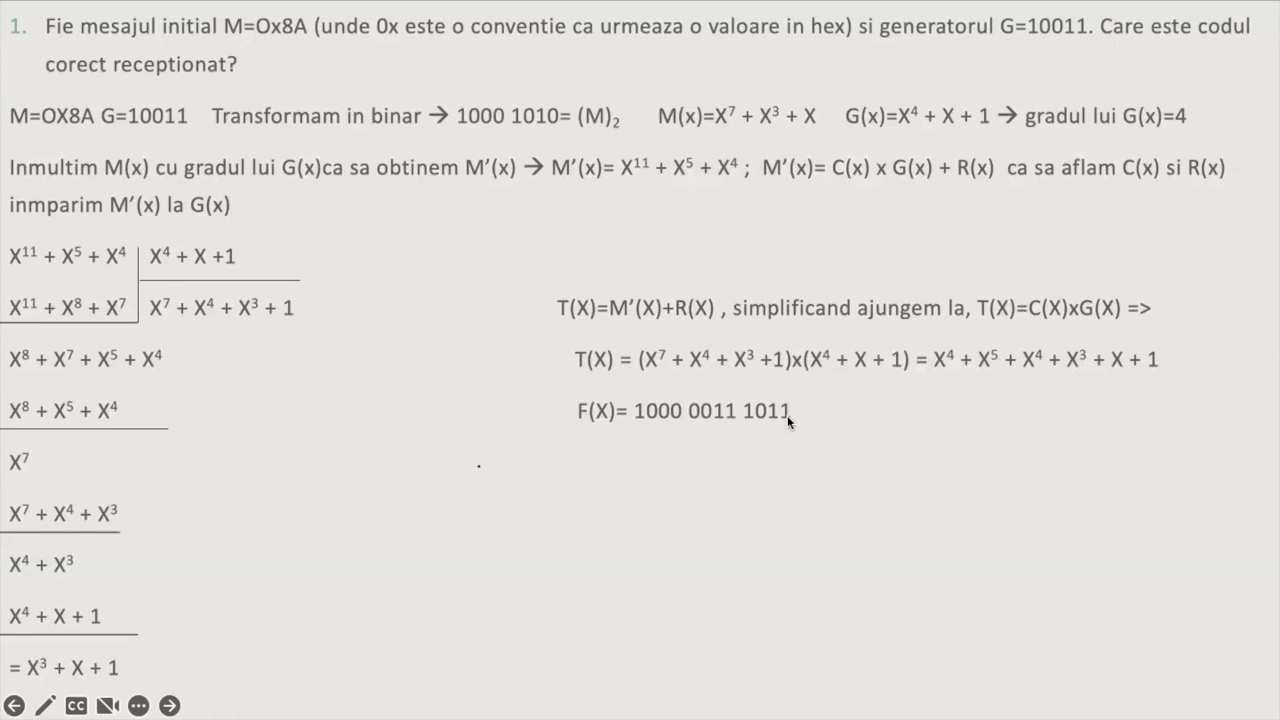 1. Fie mesajul initial M=Ox8A (unde 0x este o conventie ca urmeaza o valoare in hex) si generatorul G=10011. Care este codul
corect receptionat?
M=OX8A G=10011 Transformam in binar → 1000 1010= (M)₂ M(x)=X⁷ + X³ + X G(x)=X⁴ + X + 1 → gradul lui G(x)=4
Inmultim M(x) cu gradul lui G(x)ca sa obtinem M’(x) → M’(x)= X¹¹ + X⁵ + X⁴ ; M’(x)= C(x) x G(x) + R(x) ca sa aflam C(x) si R(x)
inmparim M’(x) la G(x)
X¹¹ + X⁵ + X⁴ X⁴ + X +1
X¹¹ + X⁸ + X⁷ X⁷ + X⁴ + X³ + 1
T(X)=M’(X)+R(X) , simplificand ajungem la, T(X)=C(X)xG(X) =>
X⁸ + X⁷ + X⁵ + X⁴
T(X) = (X⁷ + X⁴ + X³ +1)x(X⁴ + X + 1) = X⁴ + X⁵ + X⁴ + X³ + X + 1
X⁸ + X⁵ + X⁴
F(X)= 1000 0011 1011
X⁷
X⁷ + X⁴ + X³
X⁴ + X³
X⁴ + X + 1
= X³ + X + 1
CC